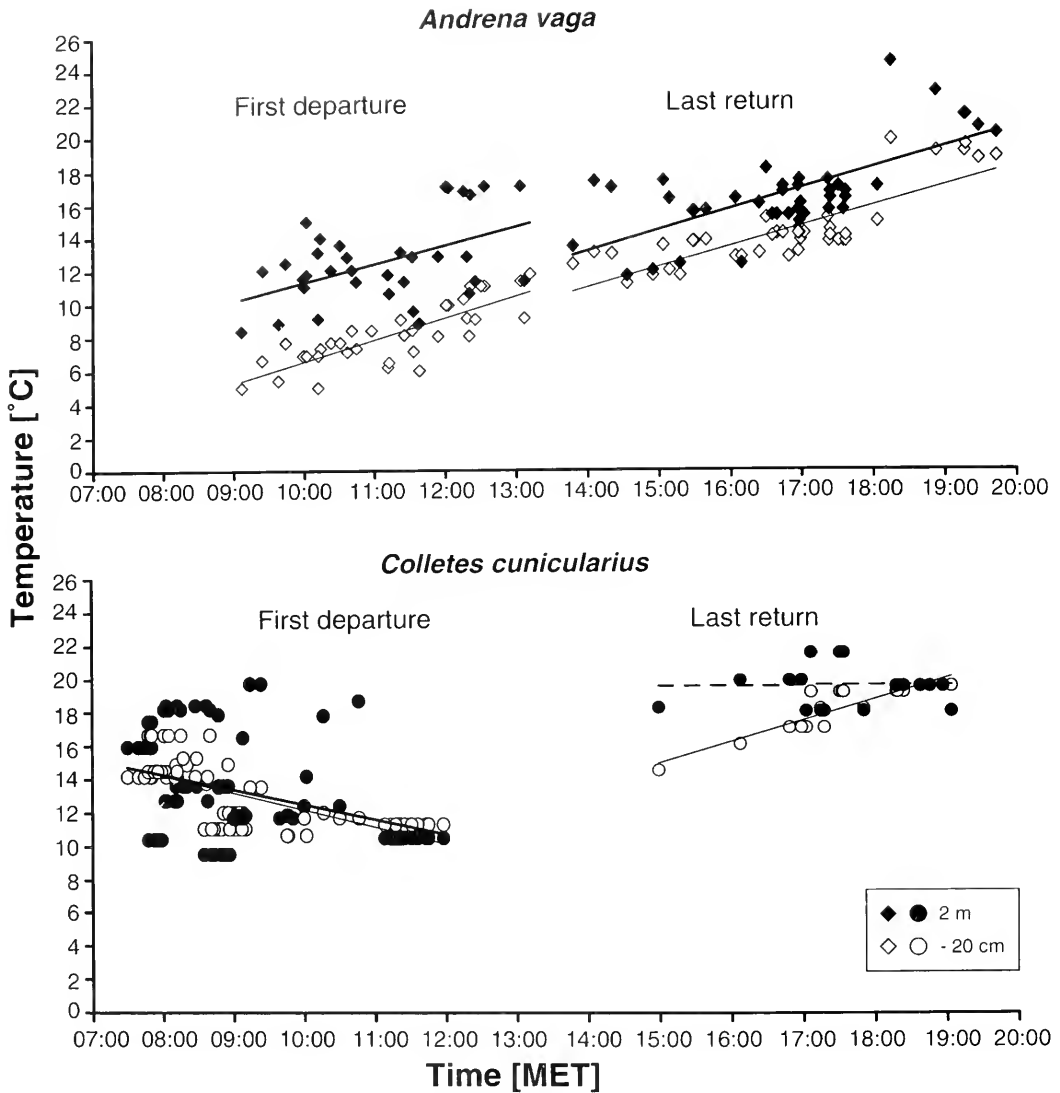 Andrena vaga
26
24
22
20
18
16
14
12
10
8
6
4
2
0
First departure
Last return
07:00 08:00 09:00 10:00 11:00 12:00 13:00 14:00 15:00 16:00 17:00 18:00 19:00 20:00
Temperature [°C]
Colletes cunicularius
26
24
22
20
18
16
14
12
10
8
6
4
2
0
First departure
Last return
2 m
- 20 cm
07:00 08:00 09:00 10:00 11:00 12:00 13:00 14:00 15:00 16:00 17:00 18:00 19:00 20:00
Time [MET]